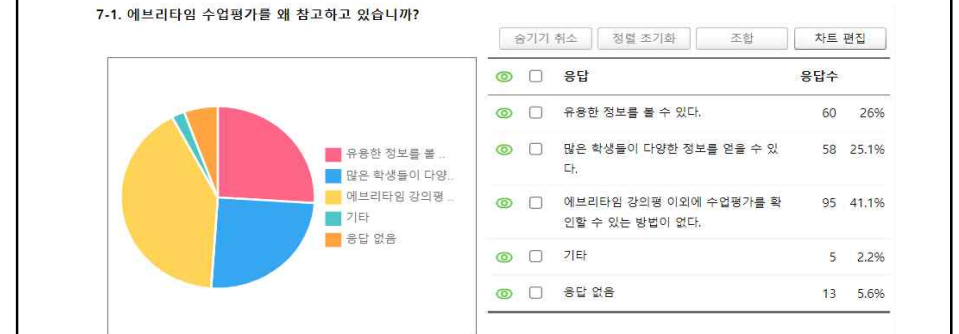 7-1. 에브리타임 수업평가를 왜 참고하고 있습니까?
숨기기 취소 정렬 초기화 조합 차트 편집
응답 응답수
유용한 정보를 볼 수 있다. 60 26%
많은 학생들이 다양한 정보를 얻을 수 있 58 25.1%
다.
에브리타임 강의평 이외에 수업평가를 확 95 41.1%
인할 수 있는 방법이 없다.
기타 5 2.2%
응답 없음 13 5.6%
유용한 정보를 볼 ..
많은 학생들이 다양..
에브리타임 강의평 ..
기타
응답 없음